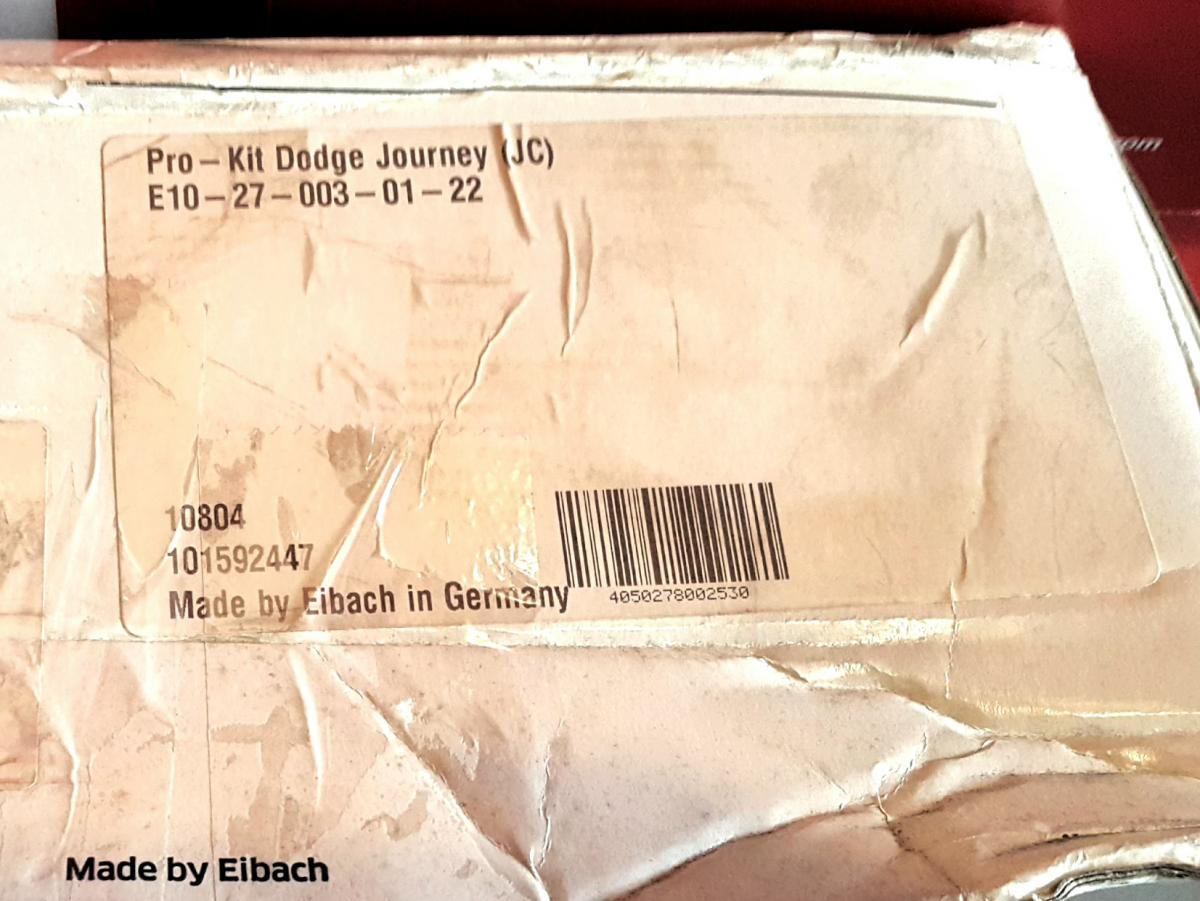 Pro – Kit Dodge Journey (JC)
E10 – 27 – 003 – 01 – 22
10804
101592447
Made by Eibach in Germany
4050278002530
Made by Eibach